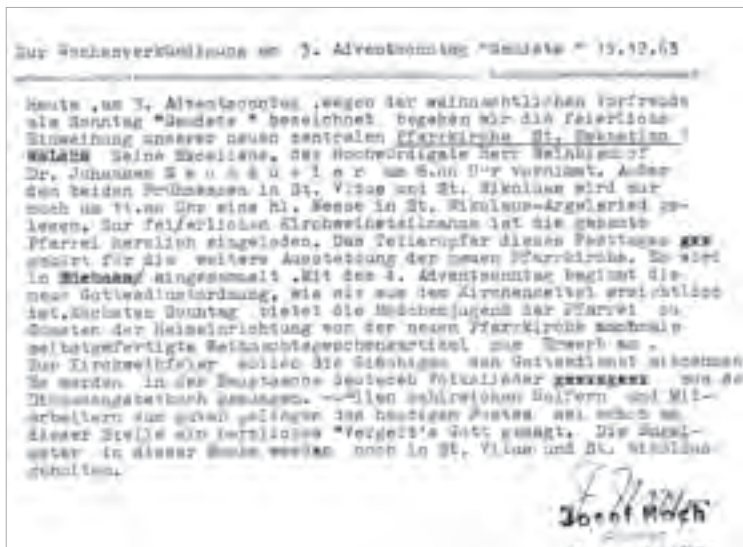 Zur Wochenverkündigung am 3. Adventsonntag "Gaudete " 15.12.63
Heute ,am 3. Adventsonntag ,wegen der weihnachtlichen Vorfreude
als Sonntag "Gaudete " bezeichnet begehen wir die feierliche
Einweihung unserer neuen zentralen Pfarrkirche St. Sebastian !
welche Seine Excellenz, der Hochwürdigste Herr Weihbischof
Dr. Johannes N e u h ä u s l e r um Uhr vornimmt. Außer
den beiden Frühmessen in St. Vitus und St. Nikolaus wird nur
noch um 11.00 Uhr eine hl. Messe in St. Nikolaus-Argelsried ge-
lesen. Zur feierlichen Kirchweihteilnahme ist die gesamte
Pfarrei herzlich eingeladen. Das Telleropfer dieses Festtages
gehört für die weitere Ausstattung der neuen Pfarrkirche. Es wird
in eingesammelt .Mit dem 4. Adventsonntag beginnt die
neue Gottesdienstordnung, wie sie aus dem Kirchenzettel ersichtlich
ist.Nächsten Sonntag bietet die Mädchenjugend der Pfarrei zu
Gunsten der Heimeinrichtung vor der neuen Pfarrkirche nochmals
selbstgefertigte Weihnachtsgeschenkartikel zum Erwerb an .
Zur Kirchweihfeier sollen die Gläubigen den Gottesdienst mitnehmen
Es werden in der Hauptsache deutsche Volkslieder aus de
Diözesangebetbuch gesungen. -- Allen zahlreichen Helfern und Mit-
arbeitern zum guten gelingen des heutigen Festes sei schon an
dieser Stelle ein herzliches "Vergelt's Gott gesagt. Die Engel-
ämter in dieser Woche werden noch in St. Vitus und St. Nikolaus
gehalten.
Josef Moch